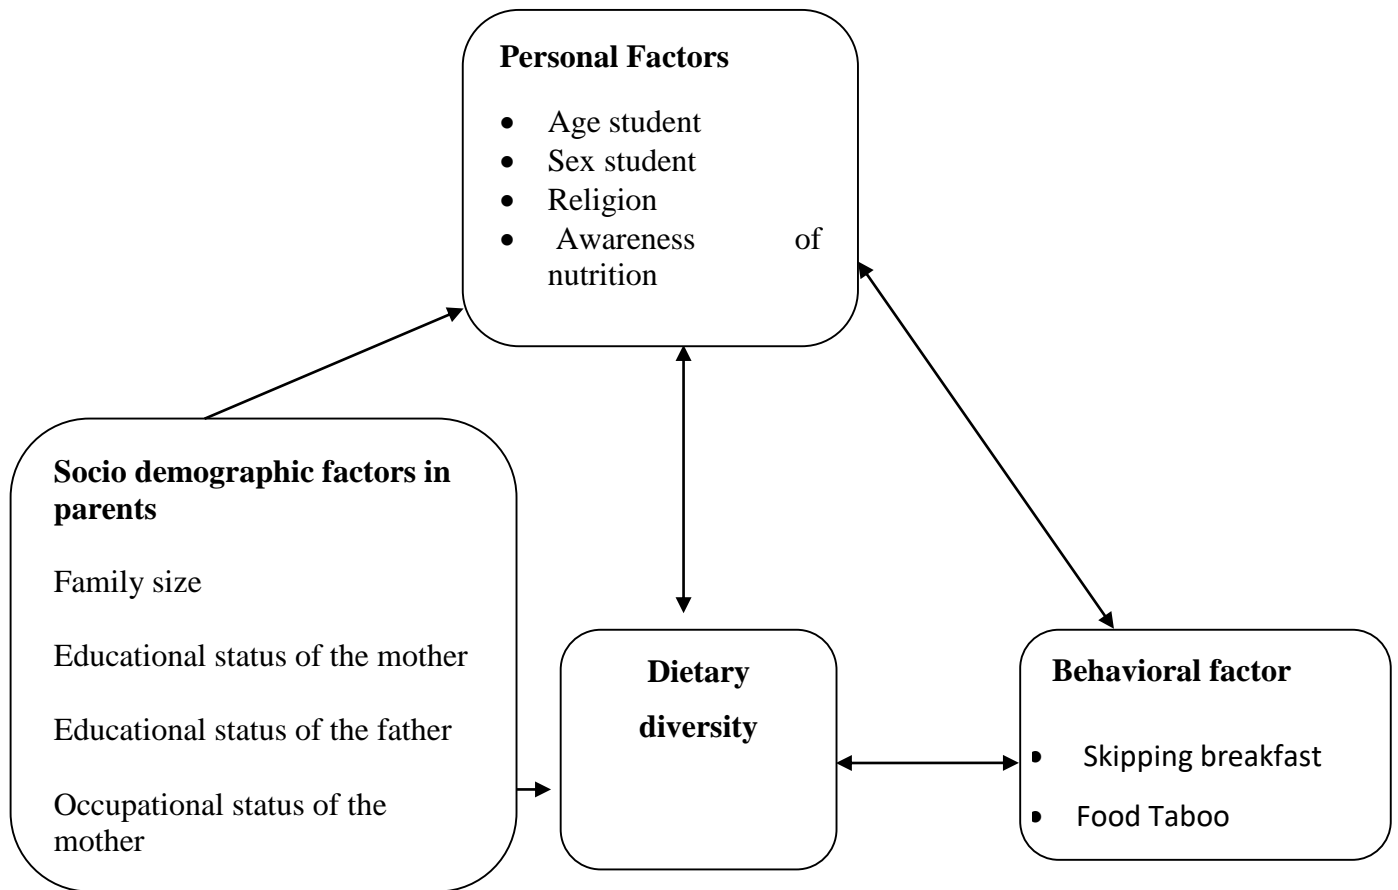 Personal Factors
• Age student
• Sex student
• Religion
• Awareness of
nutrition
Socio demographic factors in
parents
Family size
Educational status of the mother
Educational status of the father
Occupational status of the
mother
Dietary
diversity
Behavioral factor
• Skipping breakfast
• Food Taboo